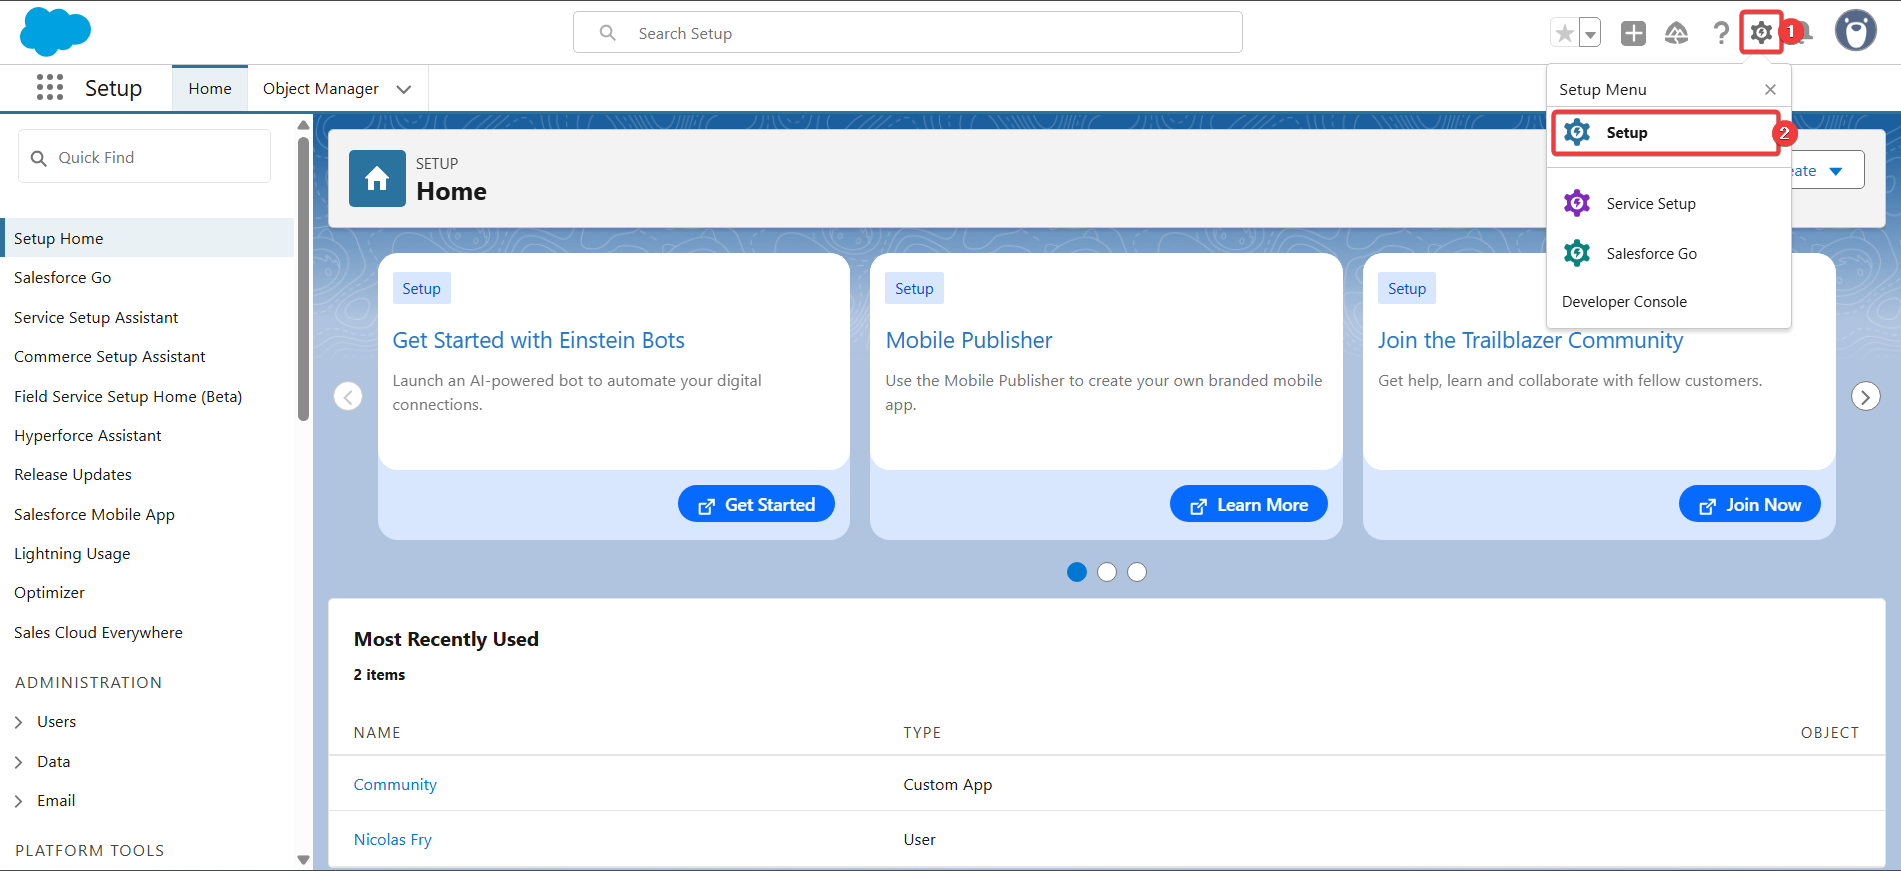 Search Setup
1
Setup
Home
Object Manager
Setup Menu
Setup
2
Service Setup
Salesforce Go
Developer Console
Quick Find
Setup Home
Salesforce Go
Service Setup Assistant
Commerce Setup Assistant
Field Service Setup Home (Beta)
Hyperforce Assistant
Release Updates
Salesforce Mobile App
Lightning Usage
Optimizer
Sales Cloud Everywhere
ADMINISTRATION
Users
Data
Email
PLATFORM TOOLS
SETUP
Home
Setup
Get Started with Einstein Bots
Launch an AI-powered bot to automate your digital
connections.
Get Started
Setup
Mobile Publisher
Use the Mobile Publisher to create your own branded mobile
app.
Learn More
Setup
Join the Trailblazer Community
Get help, learn and collaborate with fellow customers.
Join Now
Most Recently Used
2 items
NAME TYPE OBJECT
Community Custom App
Nicolas Fry User